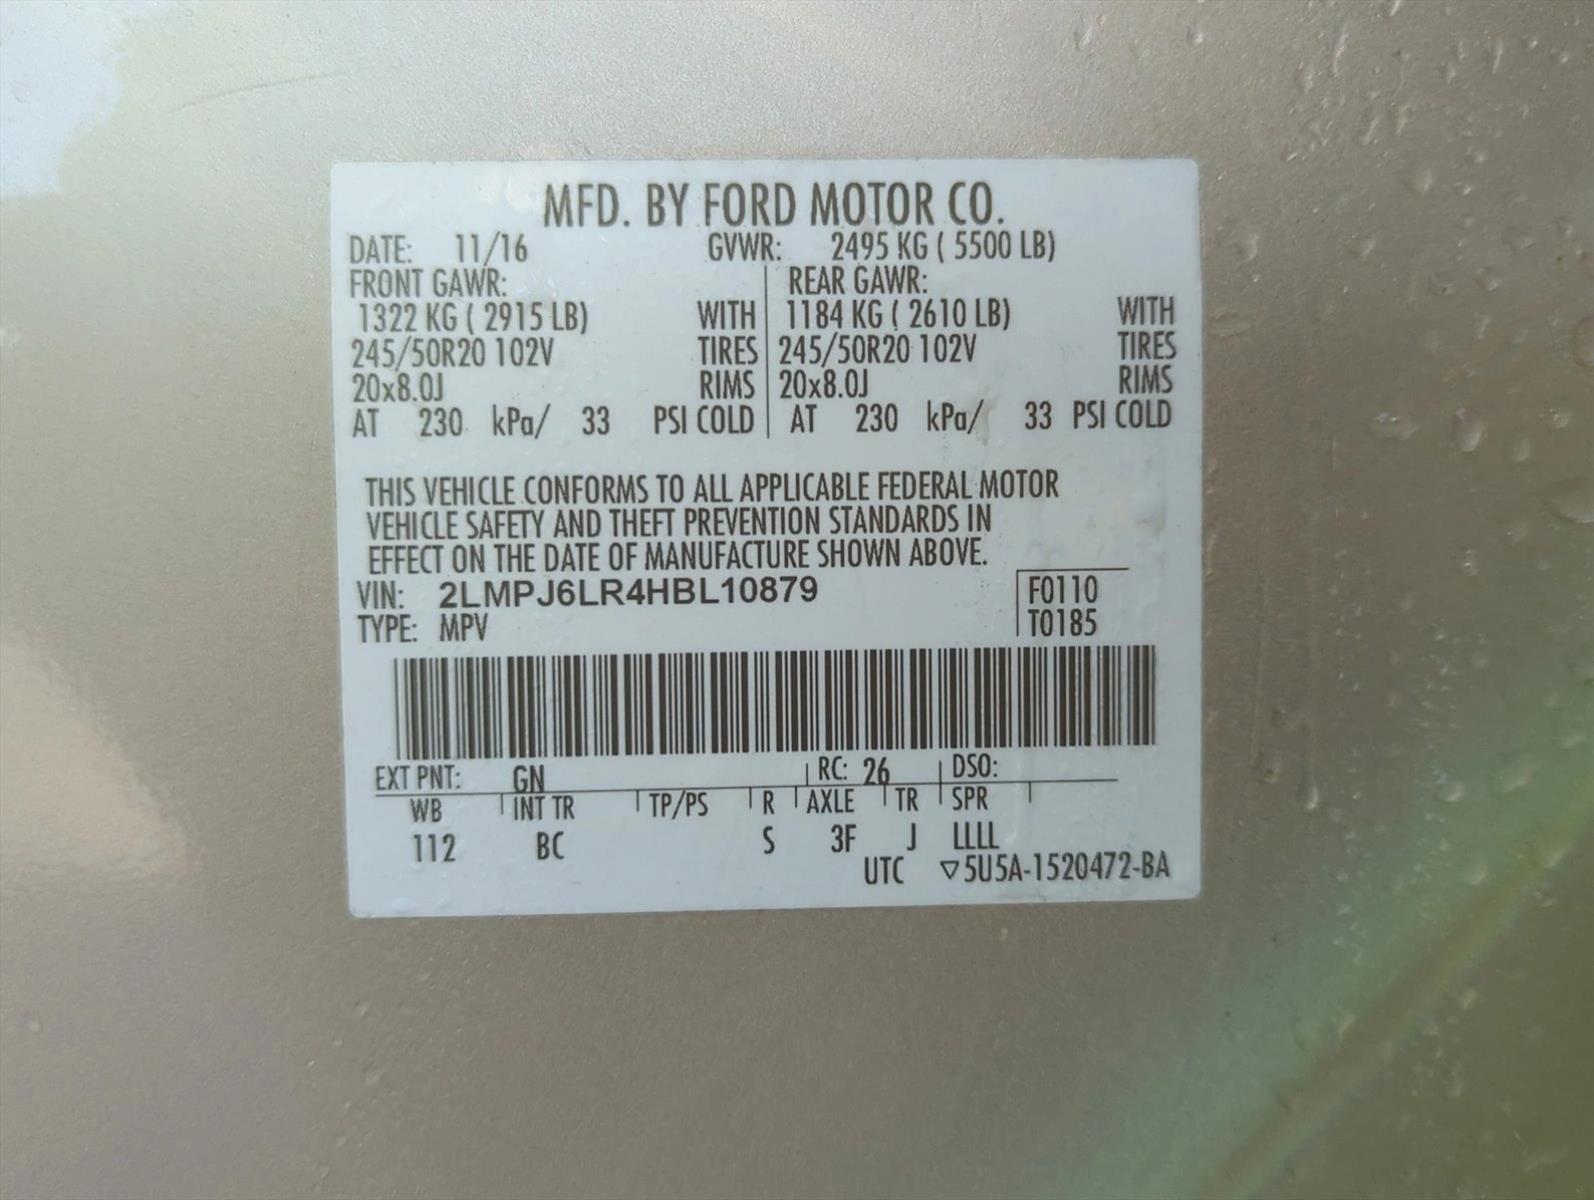 MFD. BY FORD MOTOR CO.
DATE: 11/16 GVWR: 2495 KG ( 5500 LB)
FRONT GAWR: REAR GAWR:
1322 KG ( 2915 LB) WITH 1184 KG ( 2610 LB) WITH
245/50R20 102V TIRES 245/50R20 102V TIRES
20x8.0J RIMS 20x8.0J RIMS
AT 230 kPa/ 33 PSI COLD AT 230 kPa/ 33 PSI COLD
THIS VEHICLE CONFORMS TO ALL APPLICABLE FEDERAL MOTOR
VEHICLE SAFETY AND THEFT PREVENTION STANDARDS IN
EFFECT ON THE DATE OF MANUFACTURE SHOWN ABOVE.
VIN: 2LMPJ6LR4HBL10879 F0110
TYPE: MPV T0185
EXT PNT: GN RC: 26 DSO:
WB INT TR TP/PS R AXLE TR SPR
112 BC S 3F J LLLL
UTC ▽5U5A-1520472-BA